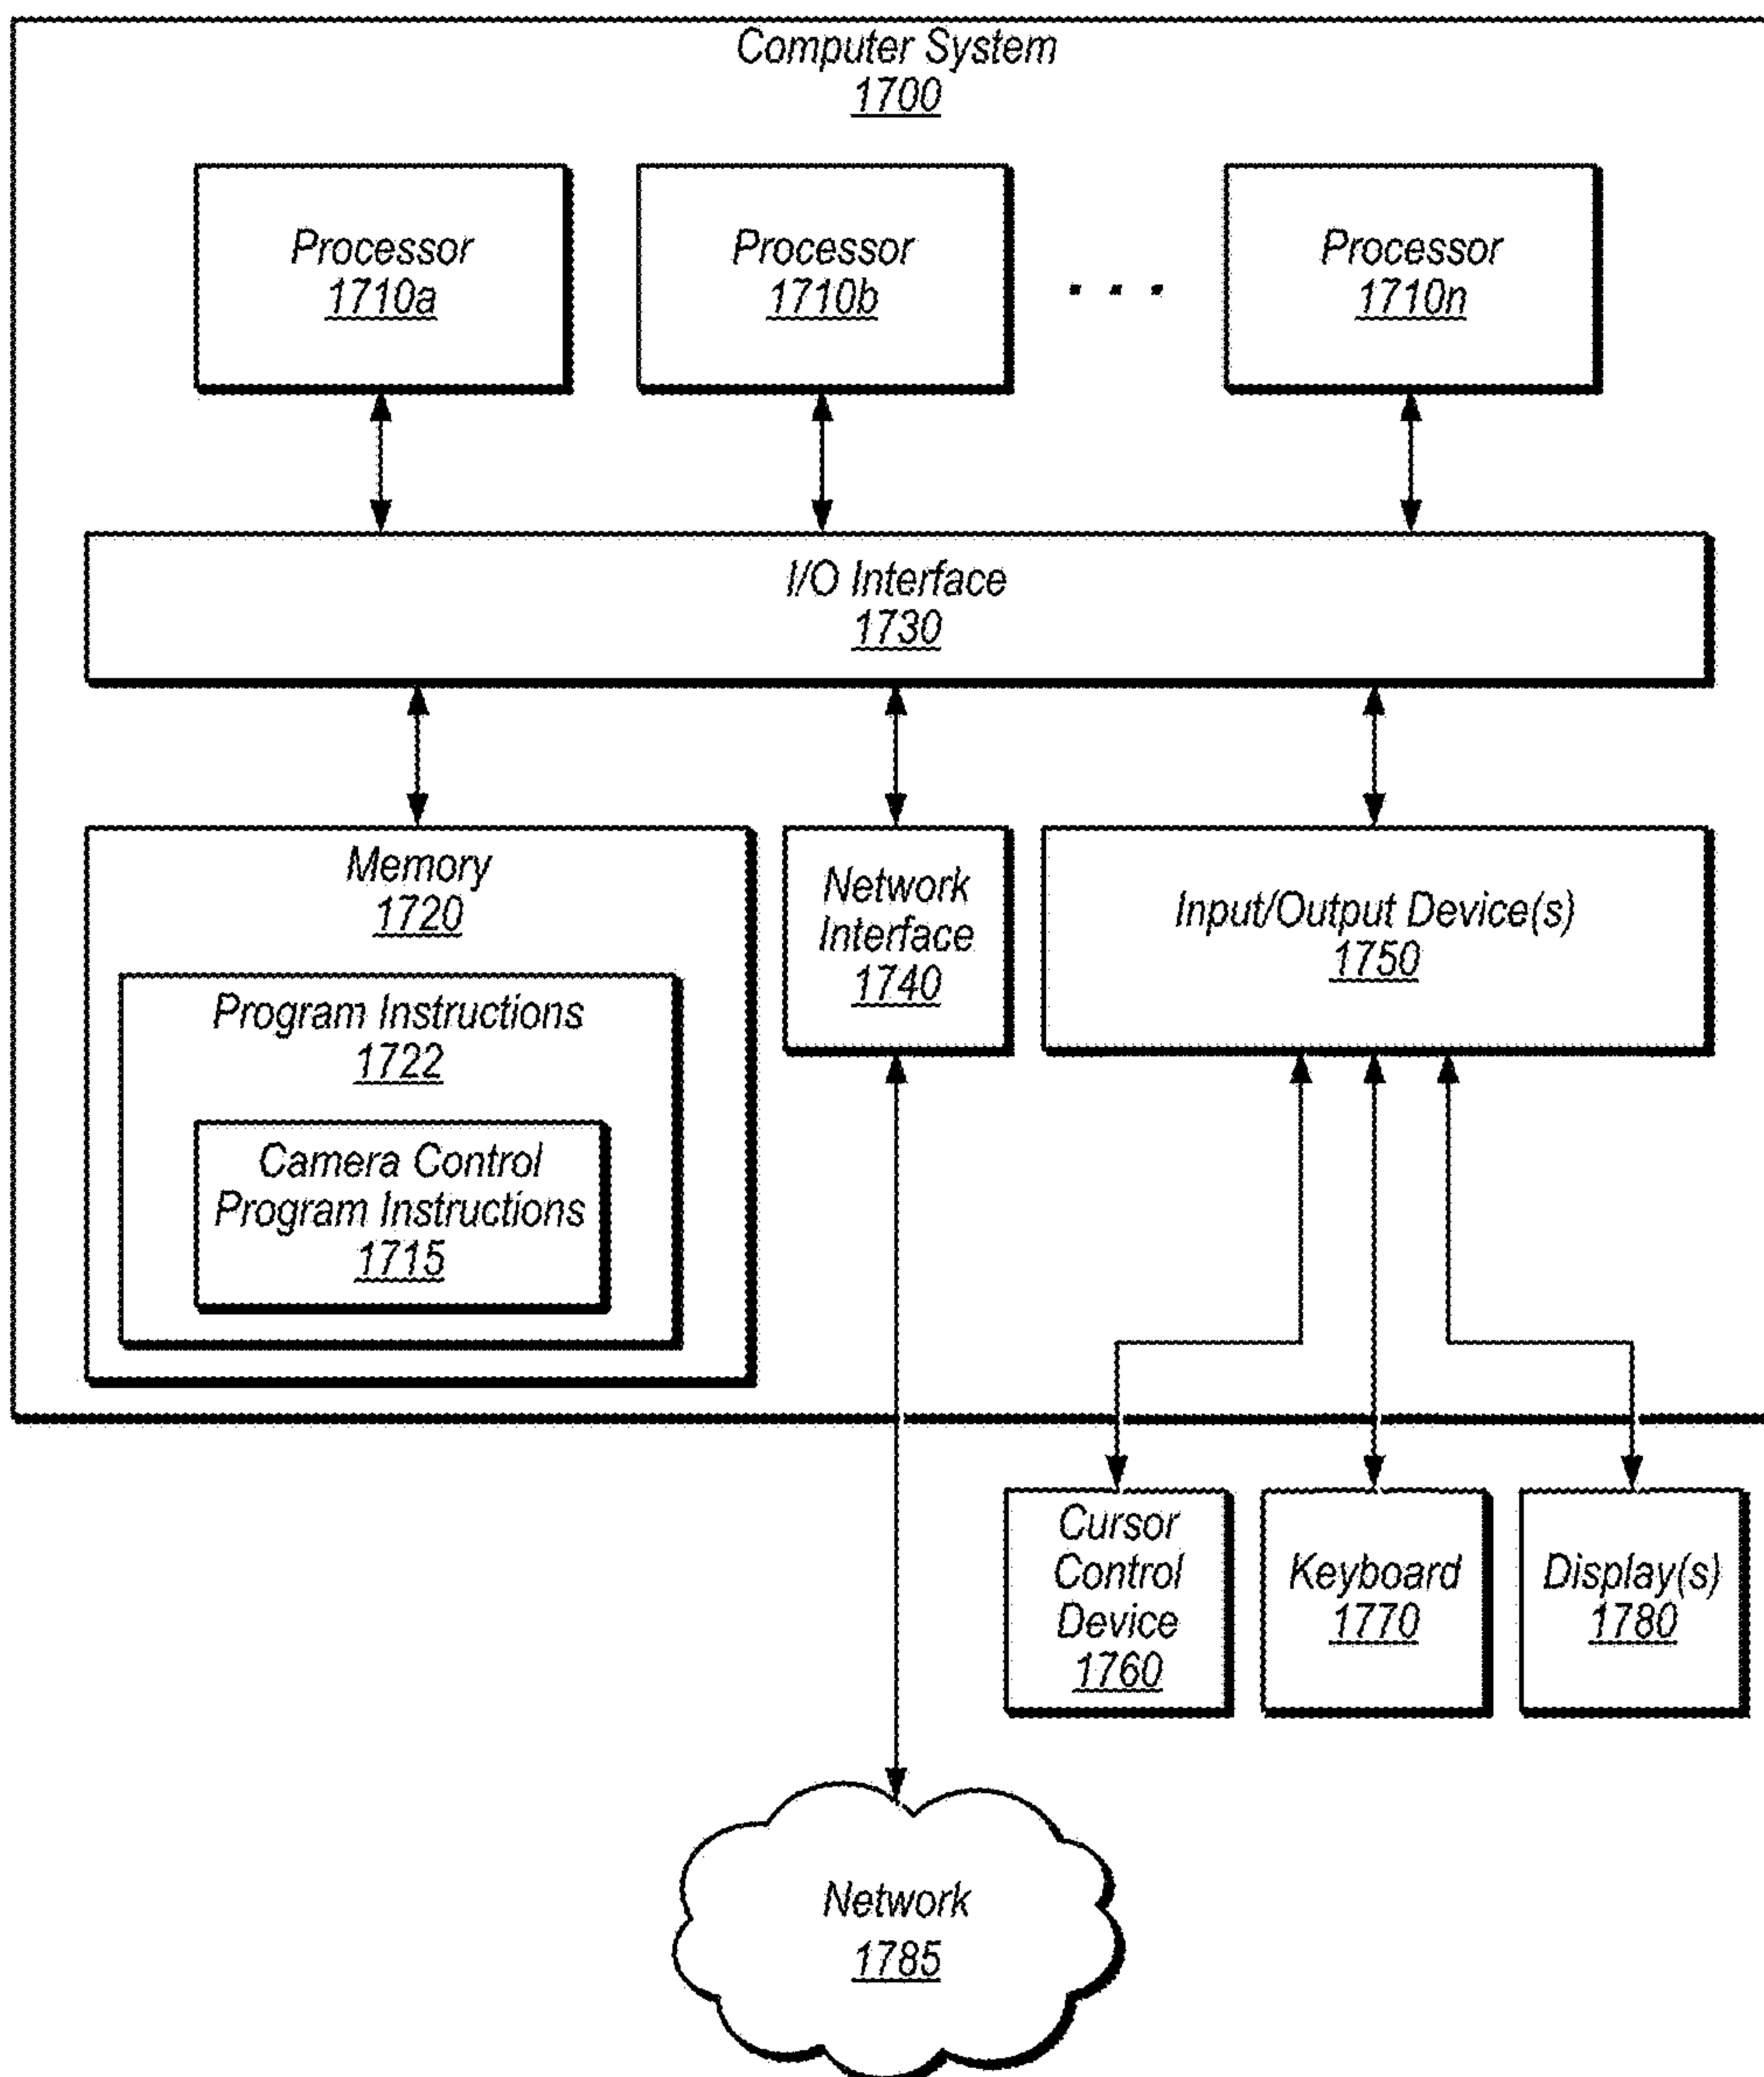 Computer System
1700
Processor
1710a
Processor
1710b
. . .
Processor
1710n
I/O Interface
1730
Memory
1720
Program Instructions
1722
Camera Control
Program Instructions
1715
Network
Interface
1740
Input/Output Device(s)
1750
Cursor
Control
Device
1760
Keyboard
1770
Display(s)
1780
Network
1785